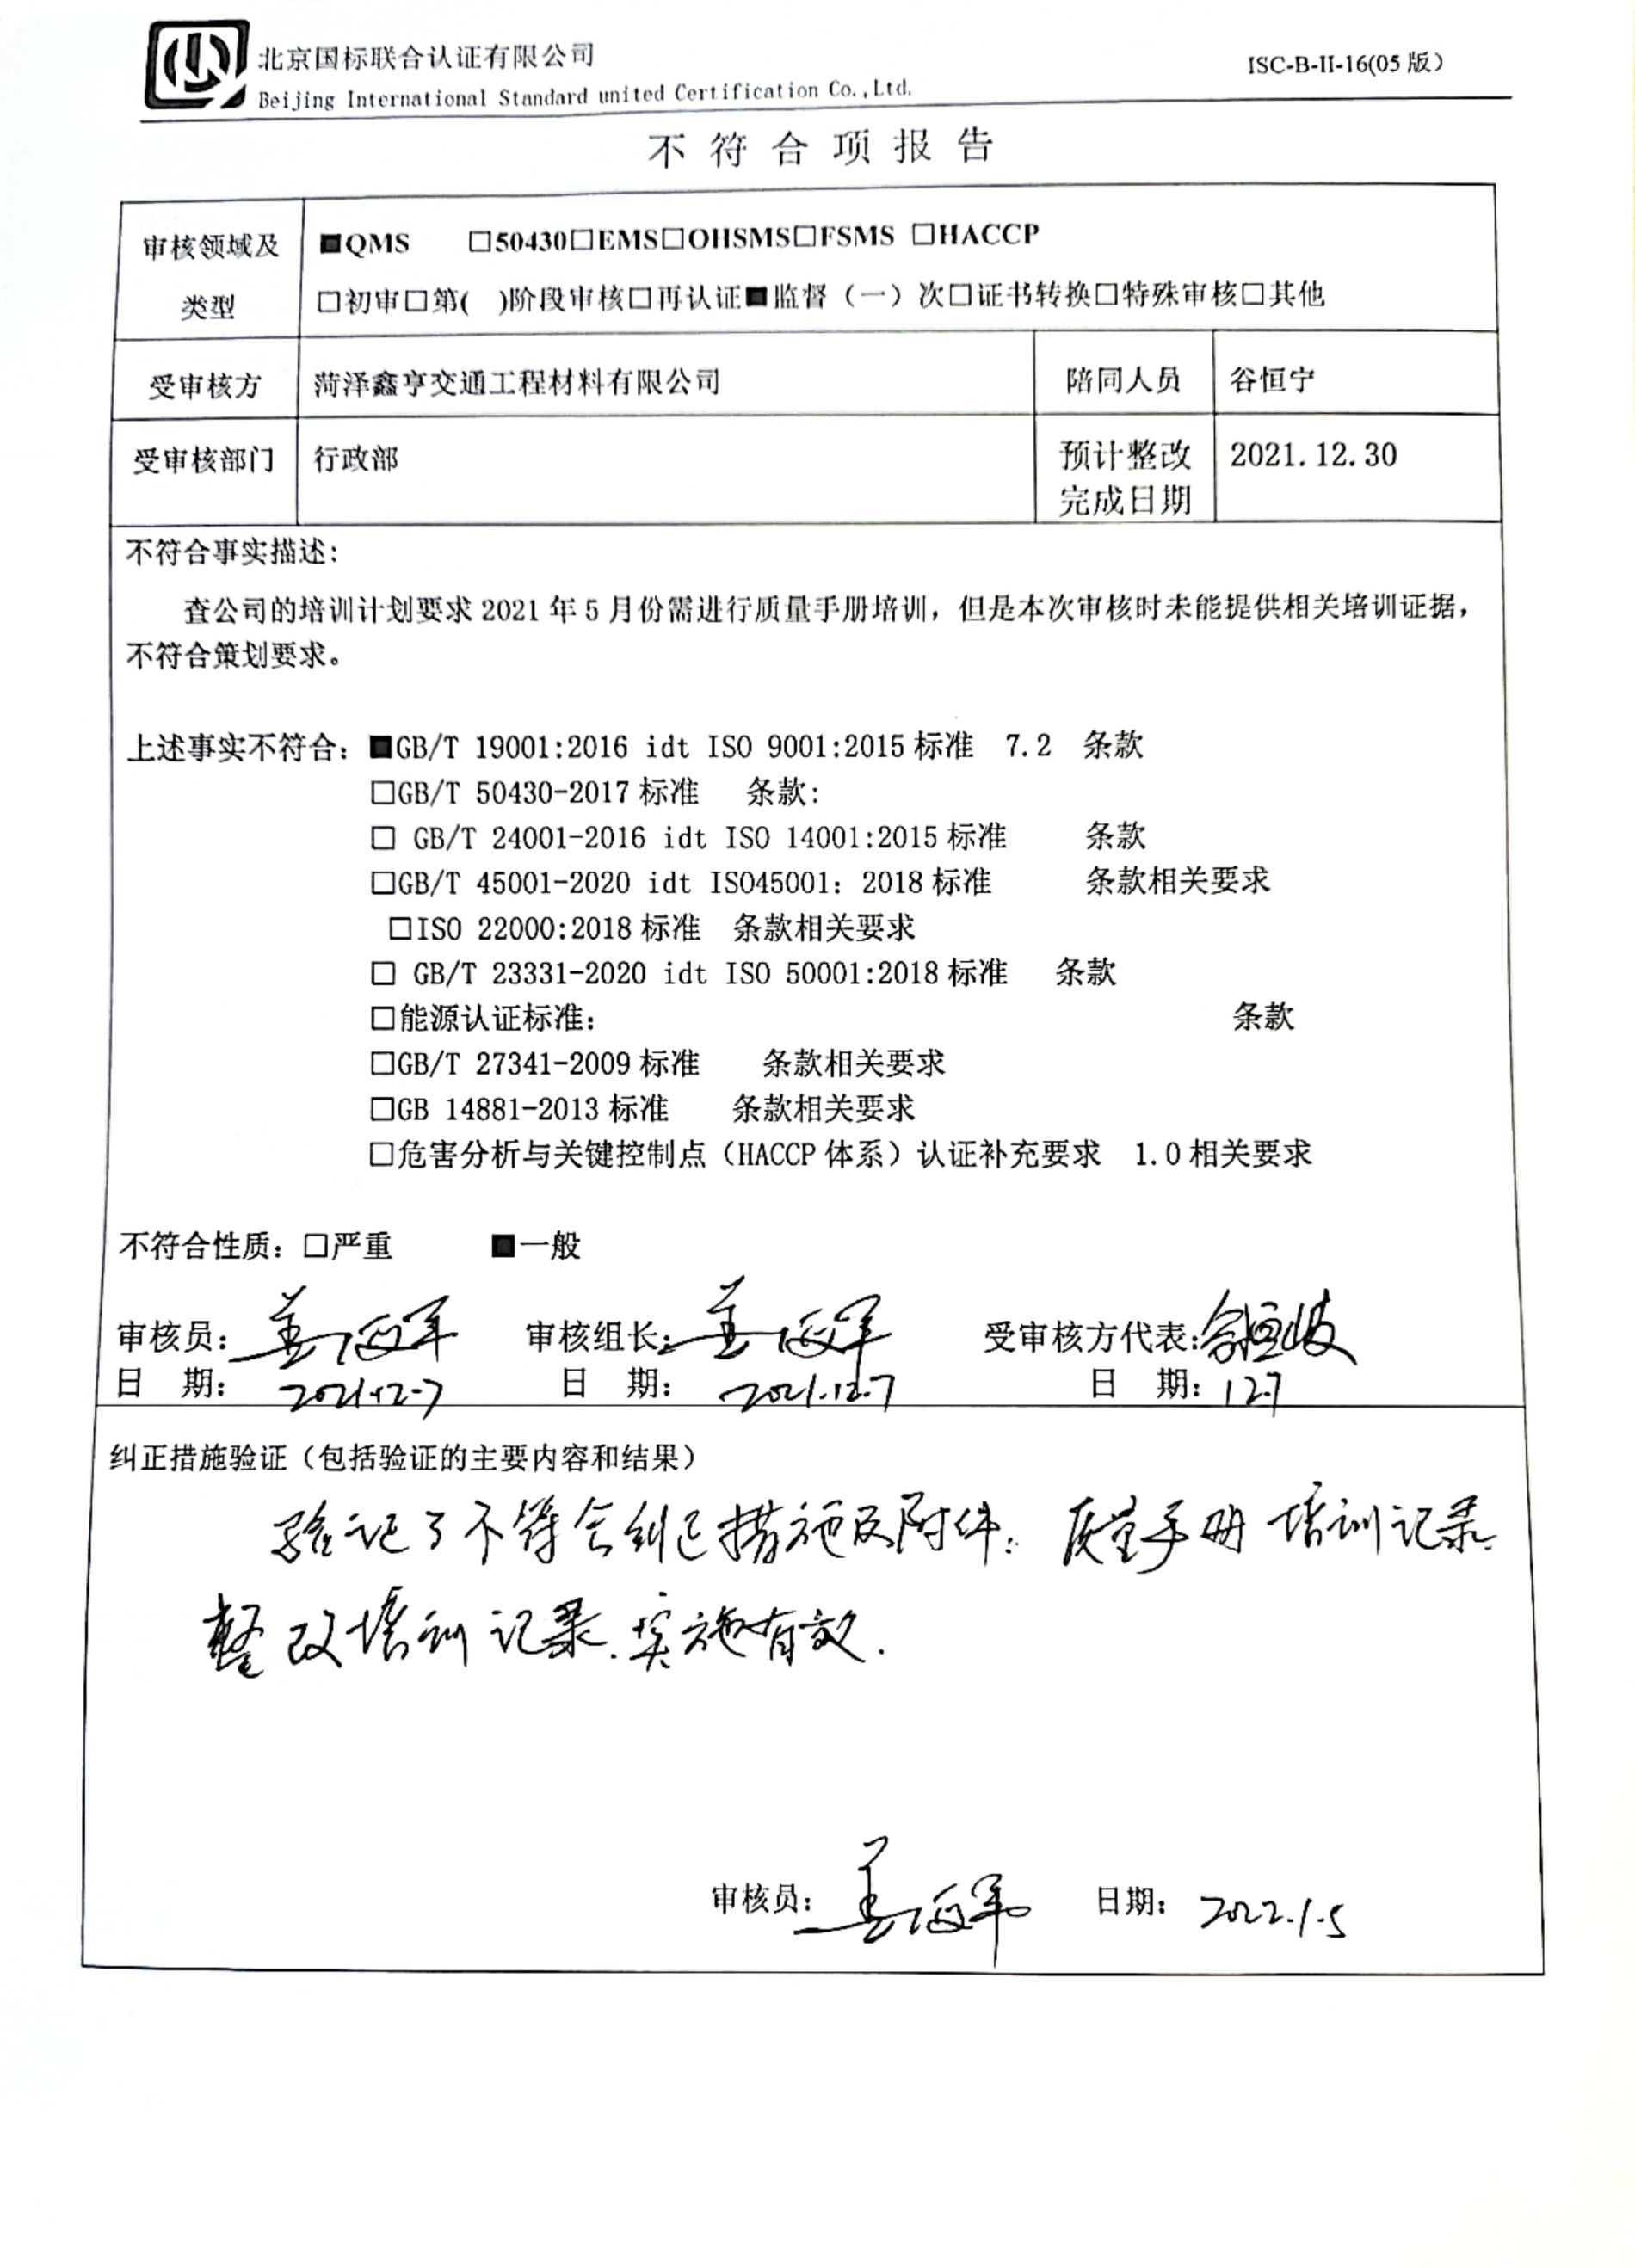 北京国标联合认证有限公司
ISC-B-II-16(05 版)
Beijing International Standard united Certification Co.,Ltd.
不符合项报告
审核领域及类型
■QMS □50430□EMS□OHSMS□FSMS □HACCP
□初审□第( )阶段审核□再认证■监督（一）次□证书转换□特殊审核□其他
受审核方 菏泽鑫亨交通工程材料有限公司 陪同人员 谷恒宁
受审核部门 行政部 预计整改完成日期 2021.12.30
不符合事实描述：
查公司的培训计划要求 2021 年 5 月份需进行质量手册培训，但是本次审核时未能提供相关培训证据，
不符合策划要求。
上述事实不符合：■GB/T 19001:2016 idt ISO 9001:2015 标准 7.2 条款
□GB/T 50430-2017 标准 条款：
□ GB/T 24001-2016 idt ISO 14001:2015 标准 条款
□GB/T 45001-2020 idt ISO45001：2018 标准 条款相关要求
□ISO 22000:2018 标准 条款相关要求
□ GB/T 23331-2020 idt ISO 50001:2018 标准 条款
□能源认证标准： 条款
□GB/T 27341-2009 标准 条款相关要求
□GB 14881-2013 标准 条款相关要求
□危害分析与关键控制点（HACCP 体系）认证补充要求 1.0 相关要求
不符合性质：□严重 ■一般
审核员： 审核组长： 受审核方代表：
日 期：2021.12.7 日 期：2021.12.7 日 期：12.7
纠正措施验证（包括验证的主要内容和结果）
验证了不符合纠正措施及附件：质量手册培训记录.
整改培训记录.实施有效.
审核员： 日期：2022.1.5